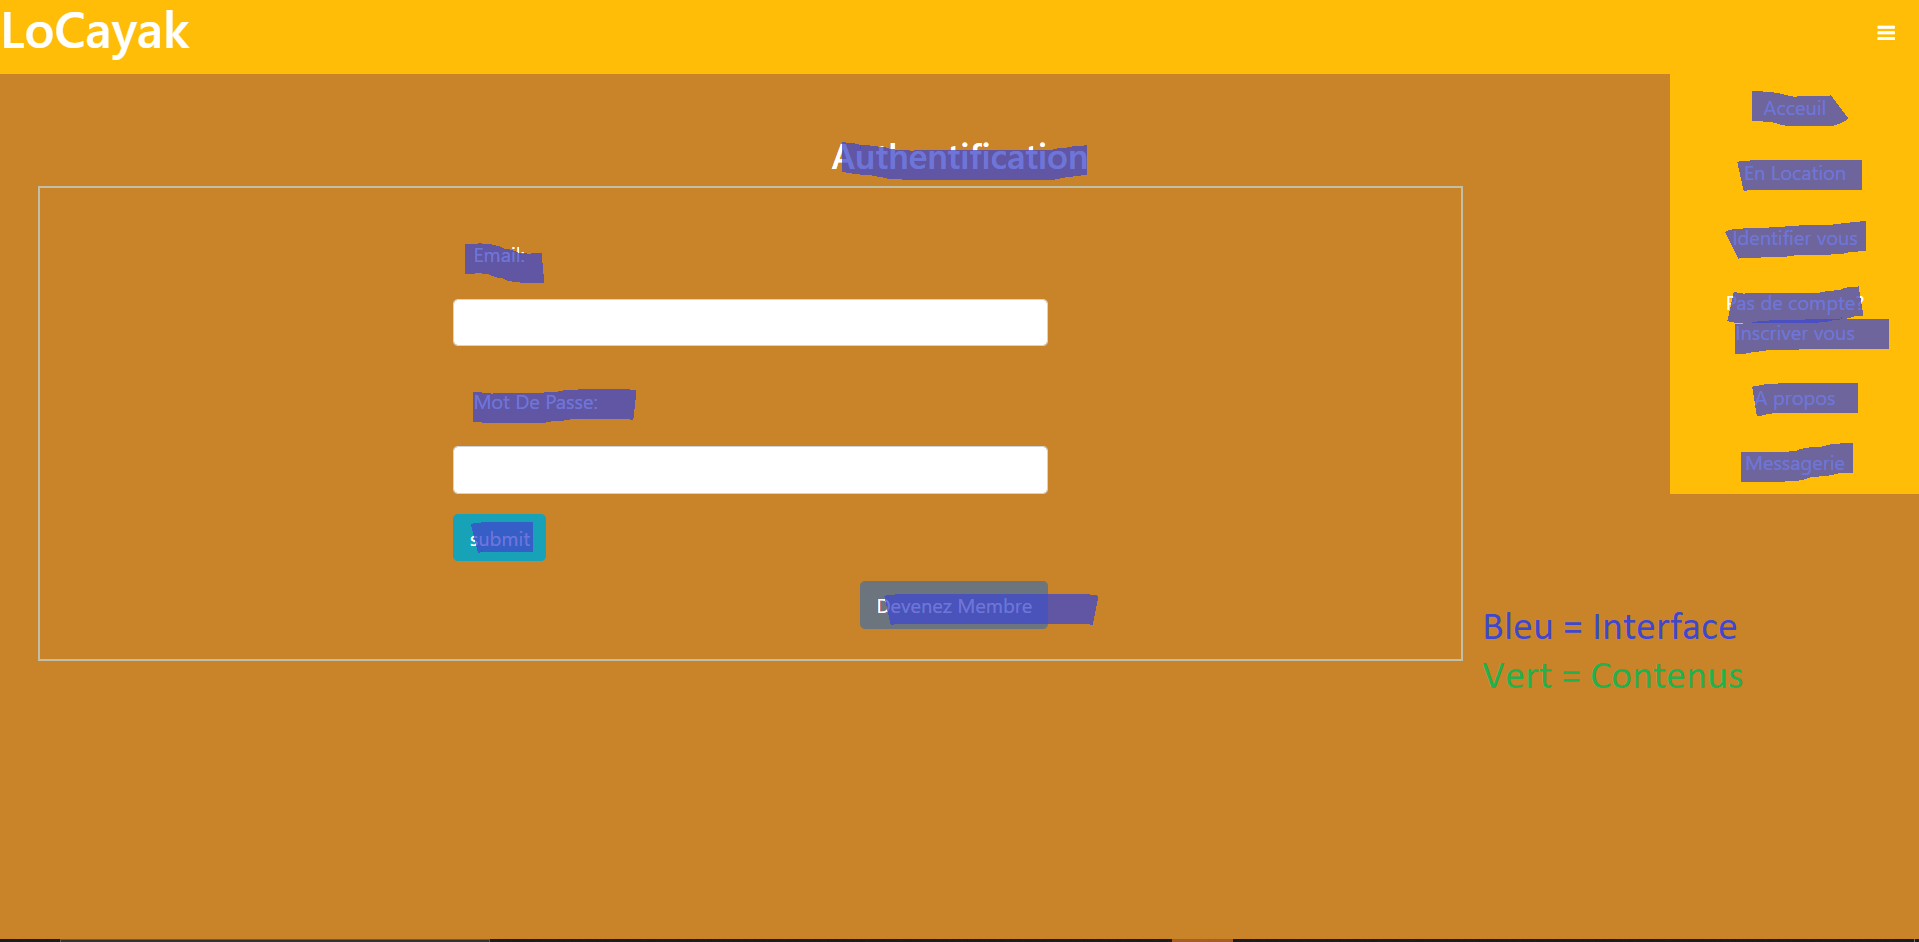 LoCayak
Acceuil
Authentification
En Location
Identifier vous
Email:
Pas de compte?
Inscriver vous
Mot De Passe:
A propos
Messagerie
submit
Devenez Membre
Bleu = Interface
Vert = Contenus